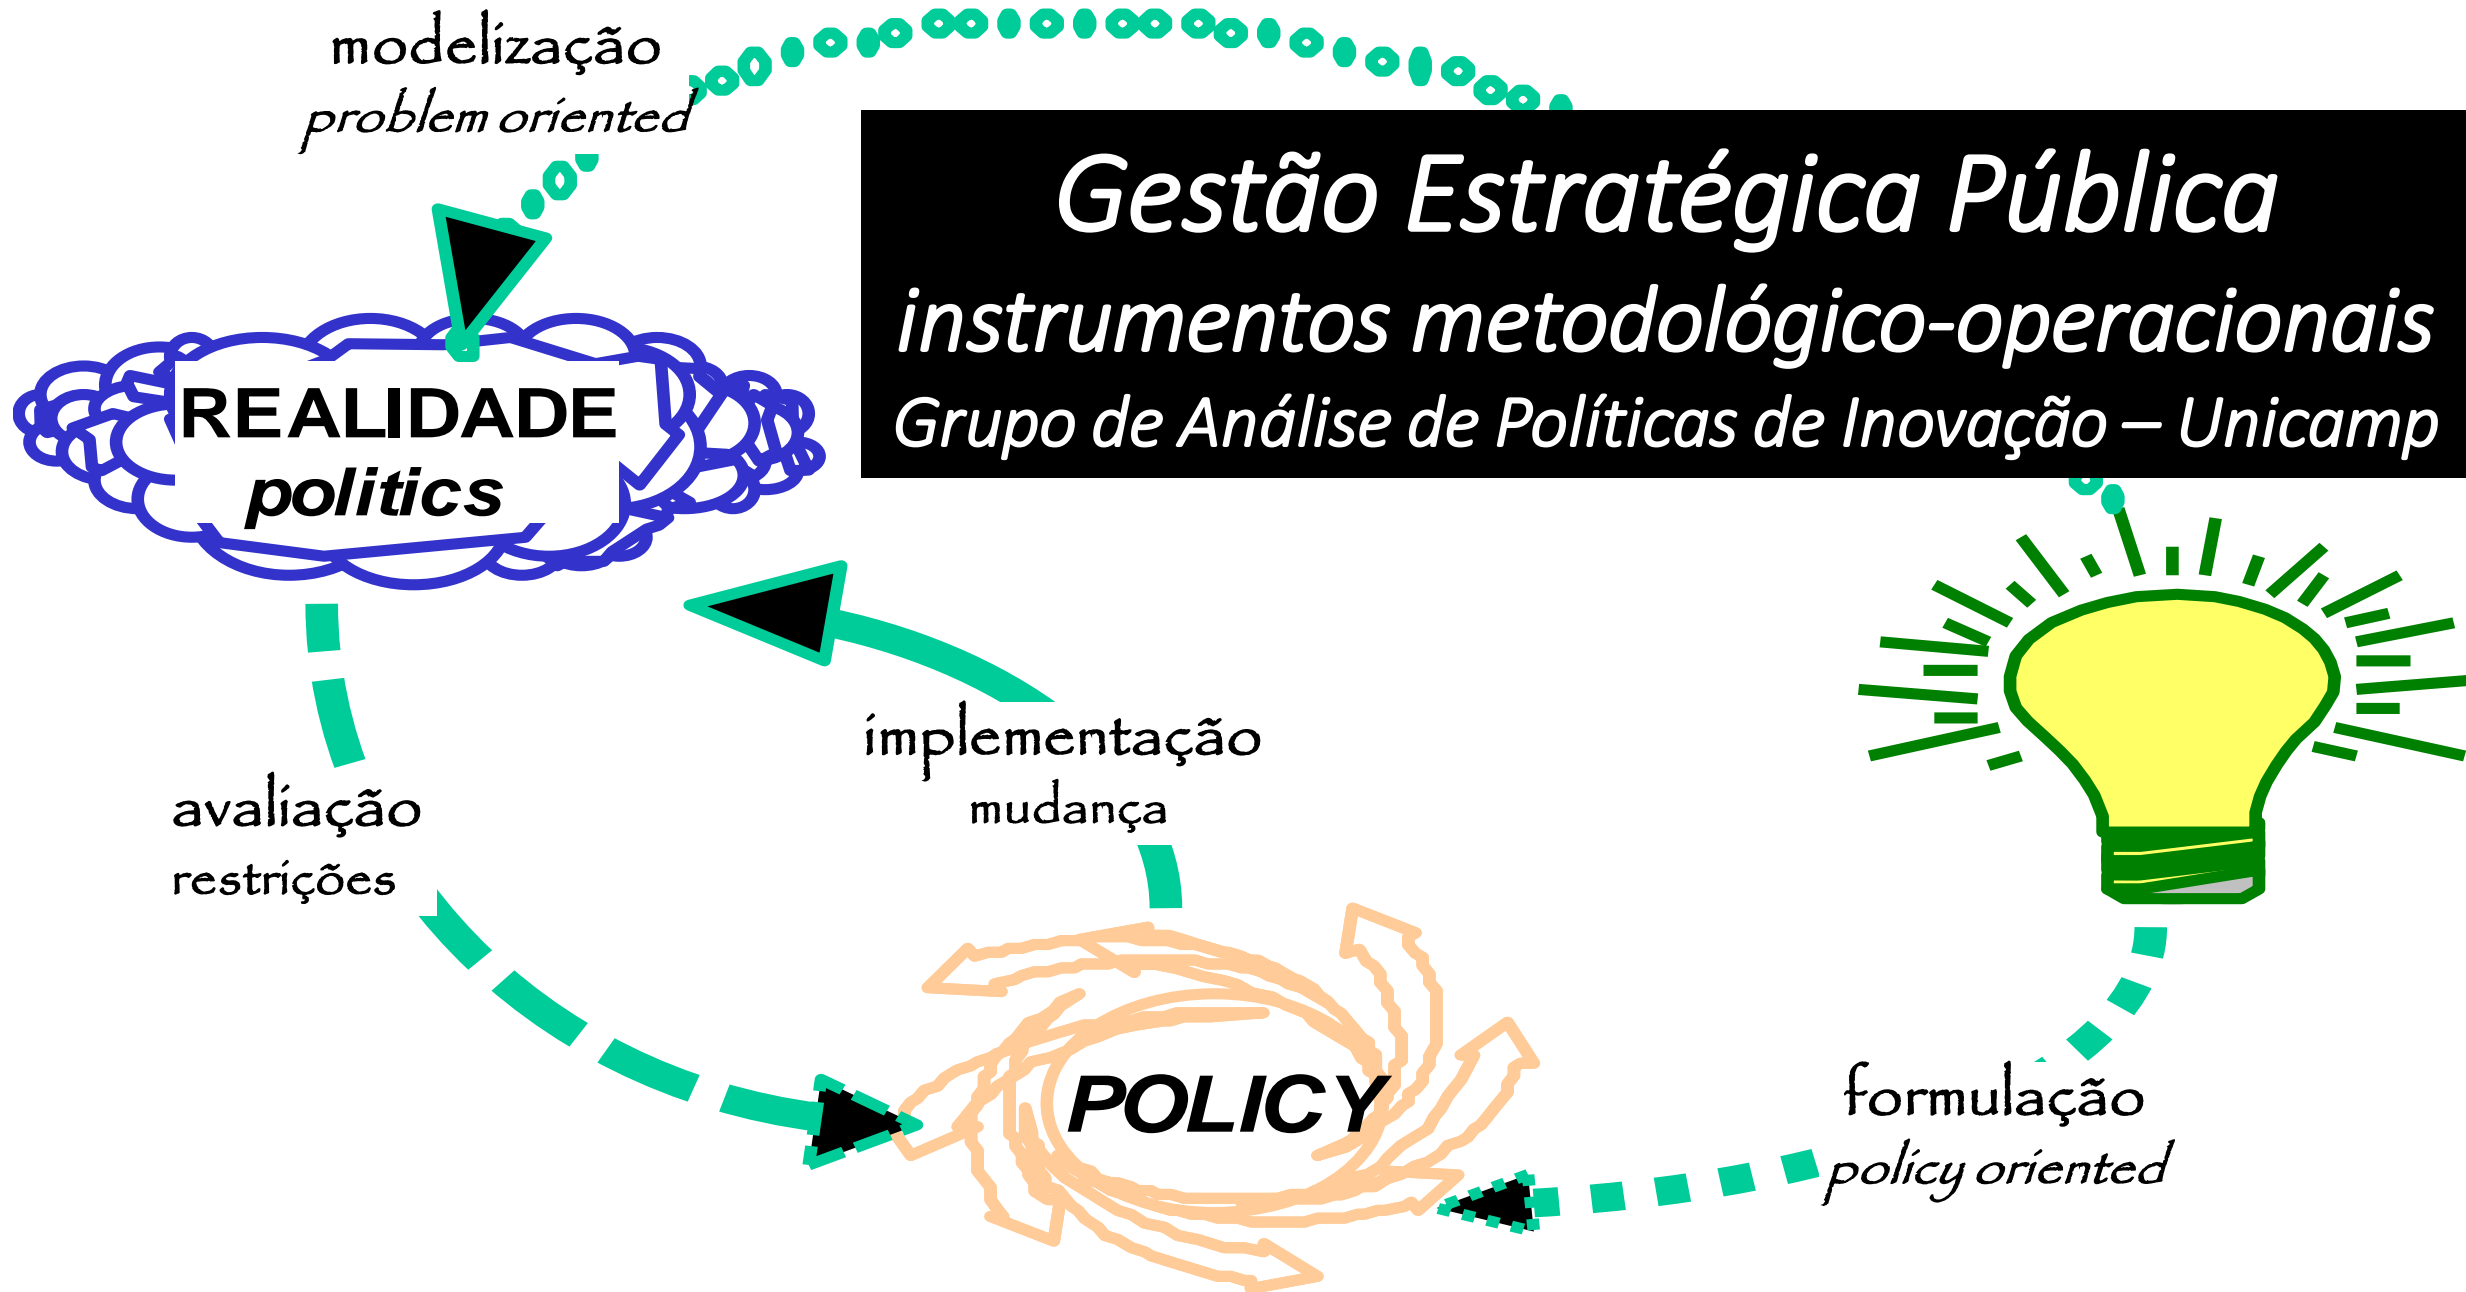 modelização
problem oriented
Gestão Estratégica Pública
instrumentos metodológico-operacionais
Grupo de Análise de Políticas de Inovação – Unicamp
REALIDADE
politics
implementação
mudança
avaliação
restrições
POLICY
formulação
policy oriented